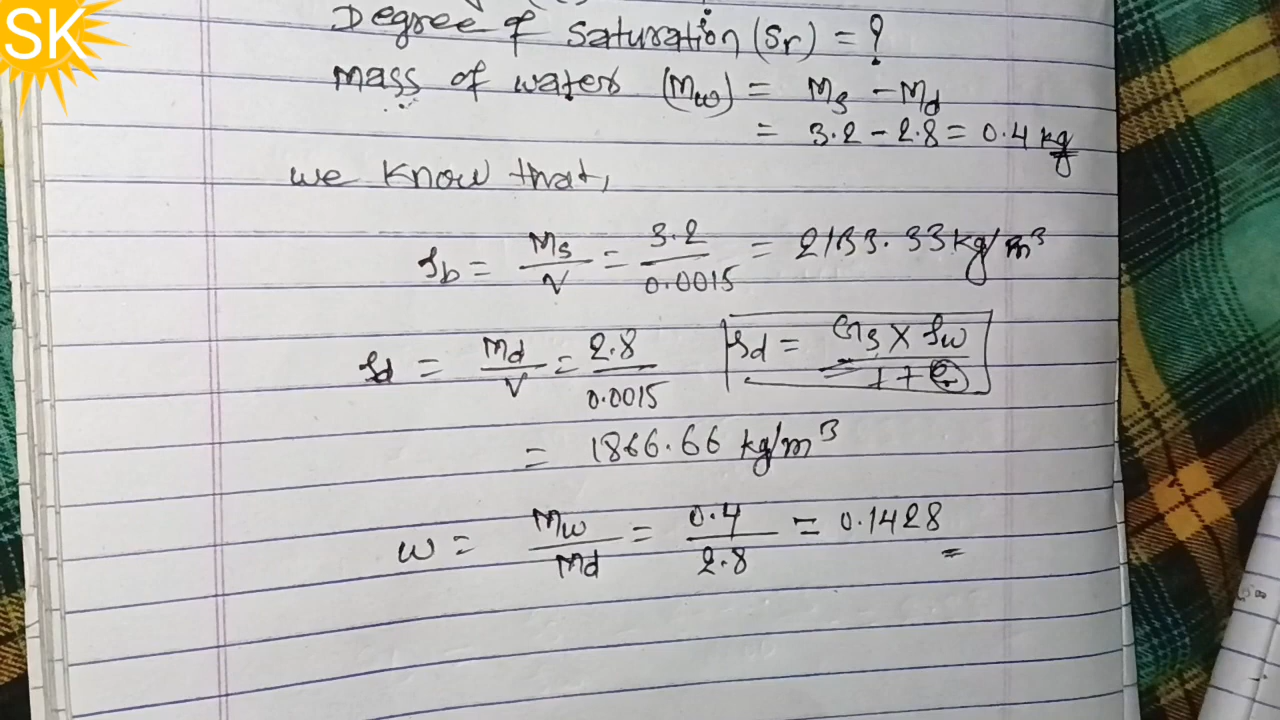 SK
Degree of Saturation (Sr) = ?
Mass of water (Mw) = Ms - Md
= 3.2 - 2.8 = 0.4 kg
we know that,
ρb = Ms/V = 3.2/0.0015 = 2133.33 kg/m³
ρd = Md/V = 2.8/0.0015 ρd = Gs × ρw / 1 + e
= 1866.66 kg/m³
w = Mw/Md = 0.4/2.8 = 0.1428